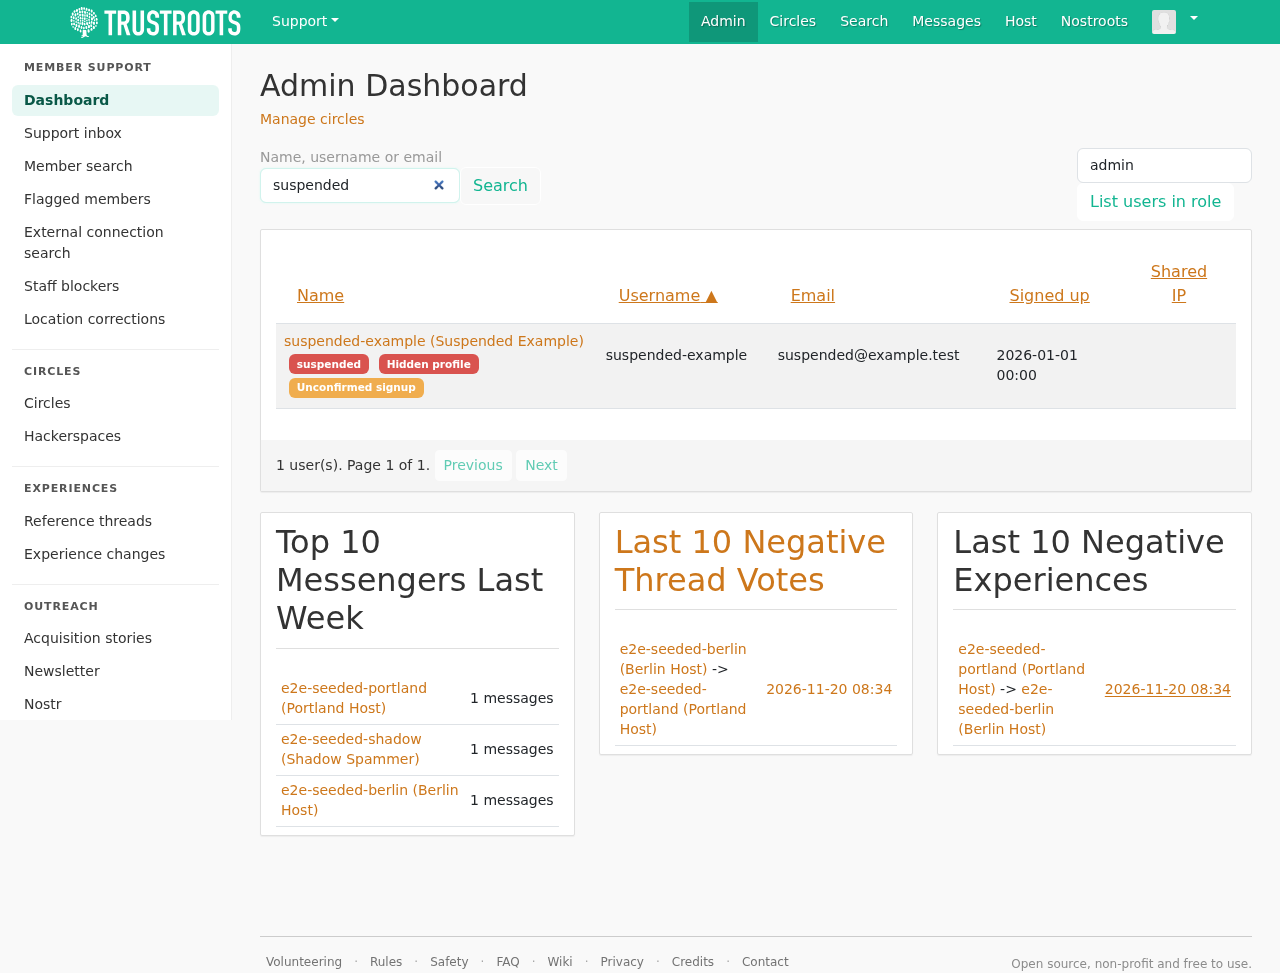 TRUSTROOTS
Support
Admin
Circles
Search
Messages
Host
Nostroots
MEMBER SUPPORT
Dashboard
Support inbox
Member search
Flagged members
External connection
search
Staff blockers
Location corrections
CIRCLES
Circles
Hackerspaces
EXPERIENCES
Reference threads
Experience changes
OUTREACH
Acquisition stories
Newsletter
Nostr
Admin Dashboard
Manage circles
Name, username or email
suspended
Search
admin
List users in role
Name
Username ▲
Email
Signed up
Shared
IP
suspended-example (Suspended Example)
suspended
Hidden profile
Unconfirmed signup
suspended-example
suspended@example.test
2026-01-01
00:00
1 user(s). Page 1 of 1.
Previous
Next
Top 10
Messengers Last
Week
e2e-seeded-portland
(Portland Host)
1 messages
e2e-seeded-shadow
(Shadow Spammer)
1 messages
e2e-seeded-berlin (Berlin
Host)
1 messages
Last 10 Negative
Thread Votes
e2e-seeded-berlin
(Berlin Host) ->
e2e-seeded-
portland (Portland
Host)
2026-11-20 08:34
Last 10 Negative
Experiences
e2e-seeded-
portland (Portland
Host) -> e2e-
seeded-berlin
(Berlin Host)
2026-11-20 08:34
Volunteering · Rules · Safety · FAQ · Wiki · Privacy · Credits · Contact
Open source, non-profit and free to use.